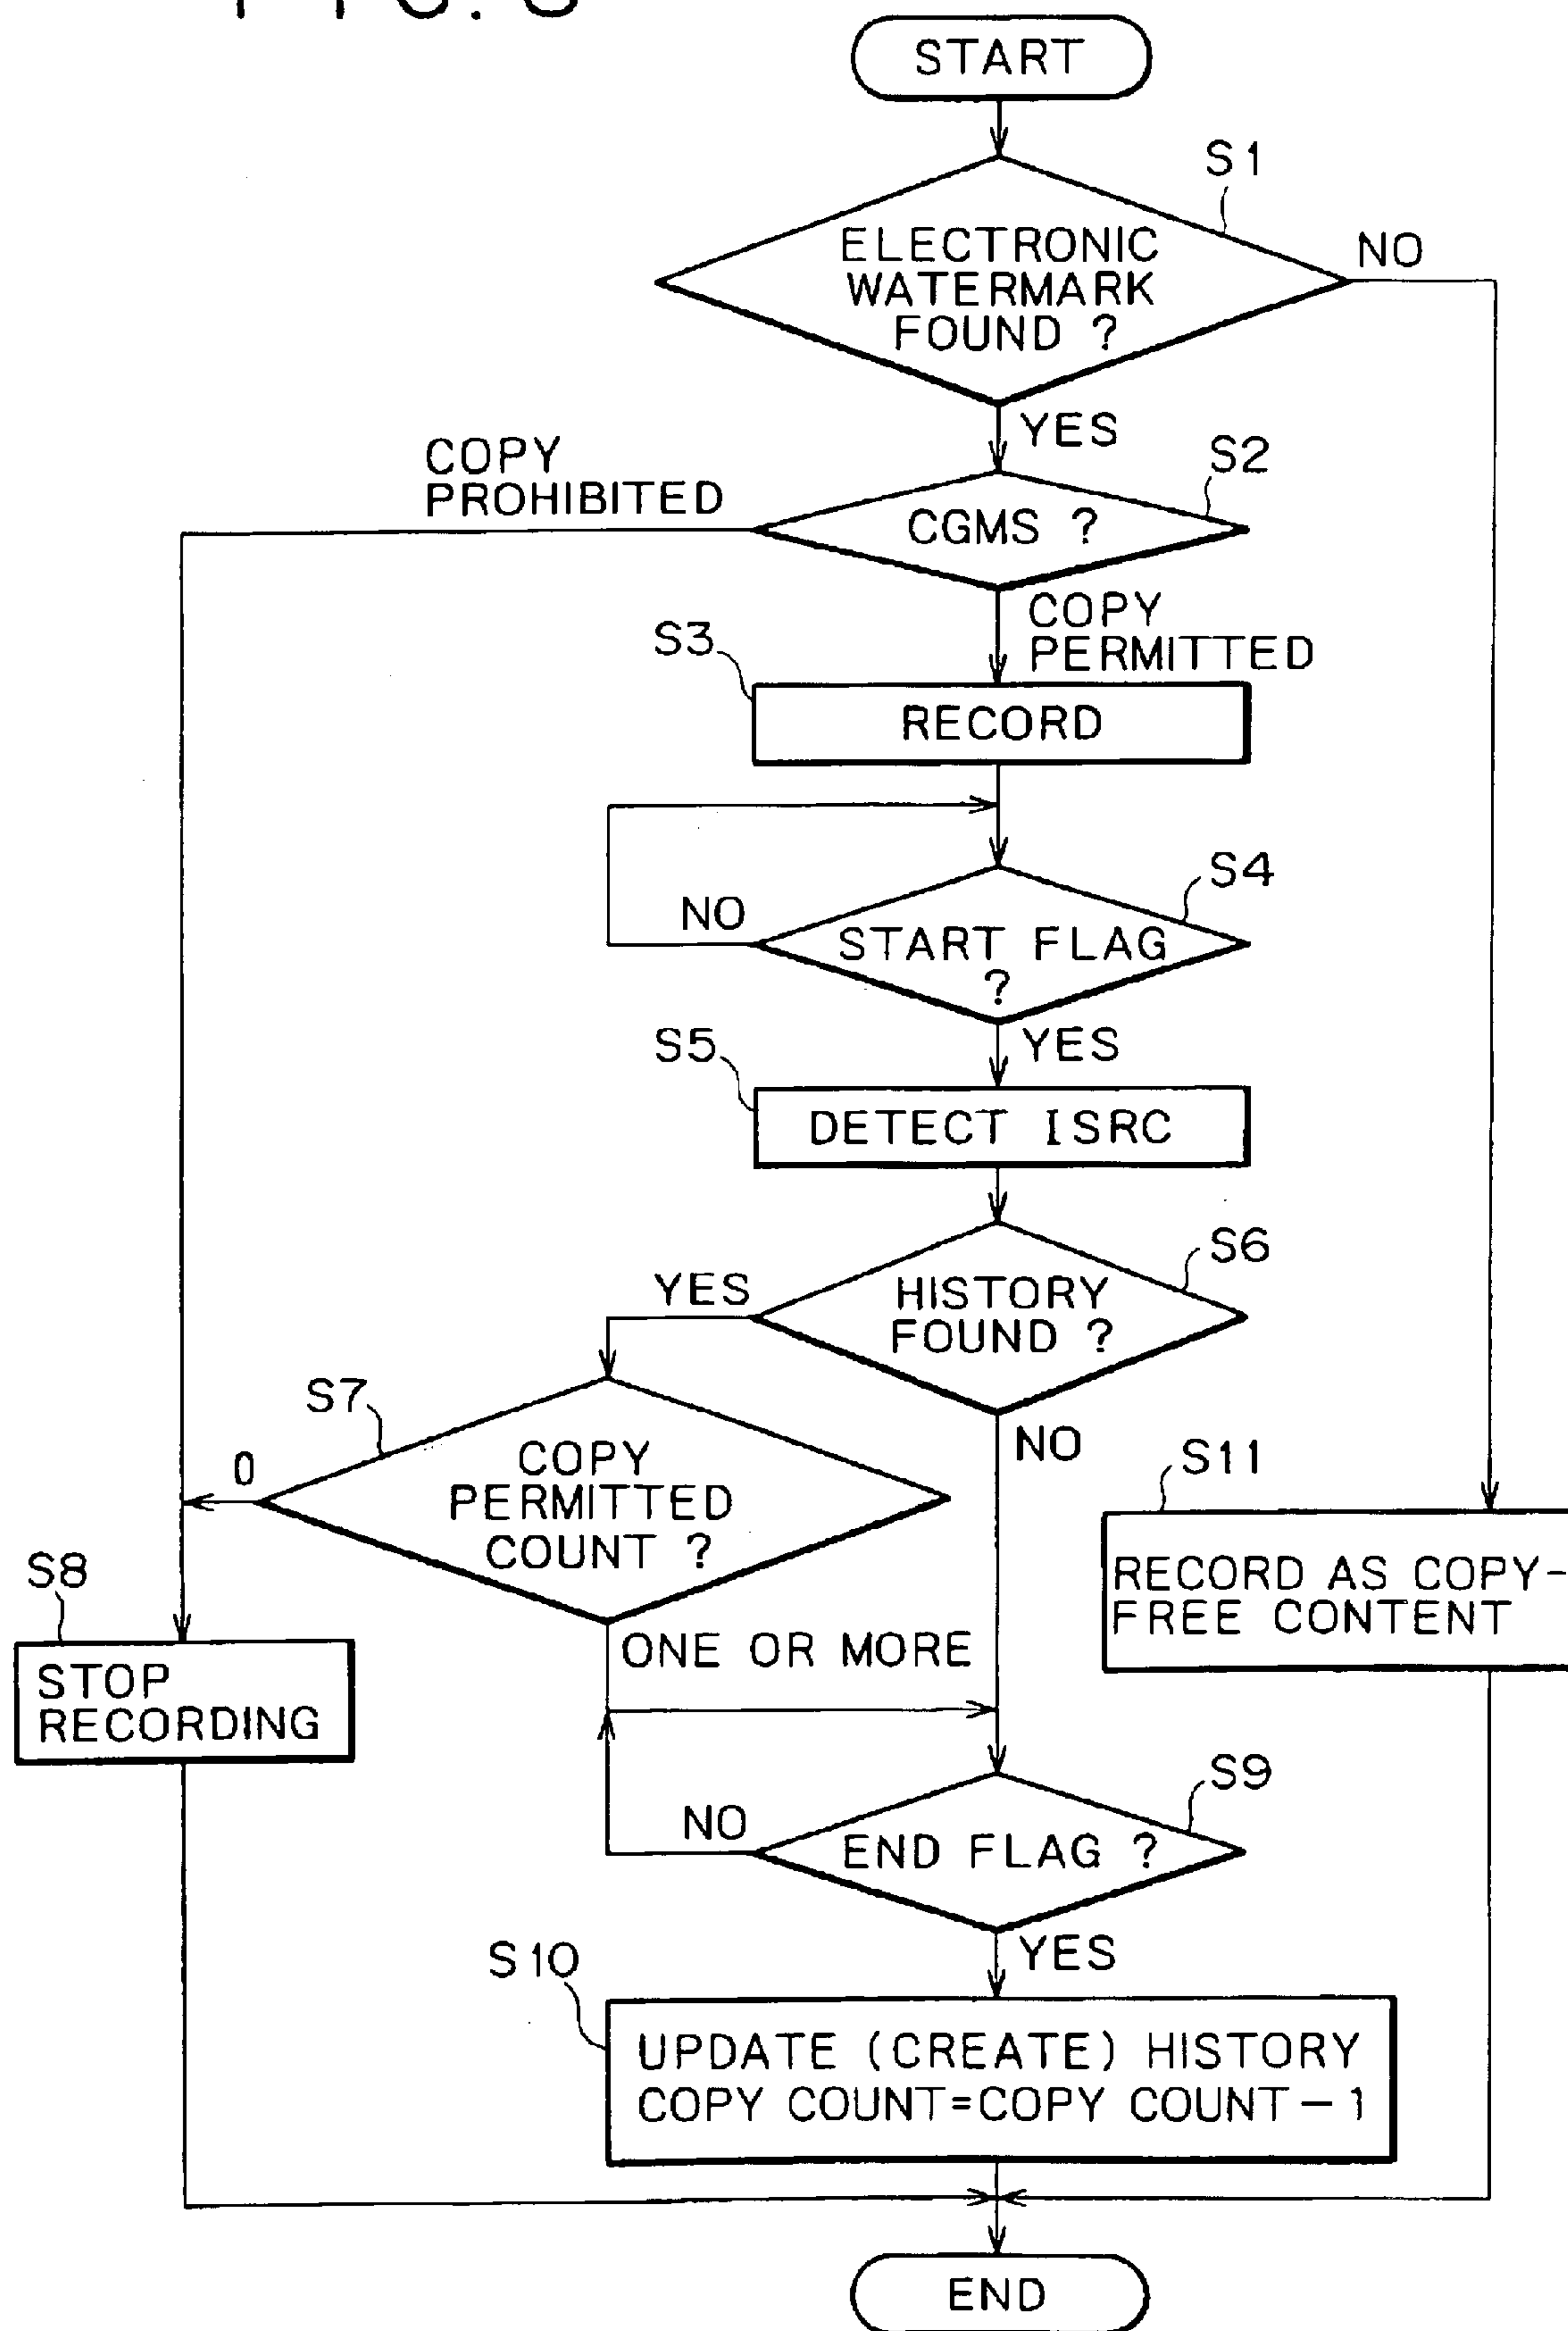 START
S1
ELECTRONIC
WATERMARK
FOUND ?
NO
YES
COPY
PROHIBITED
S2
CGMS ?
COPY
PERMITTED
S3
RECORD
S4
NO
START FLAG
?
YES
S5
DETECT ISRC
S6
YES
HISTORY
FOUND ?
NO
S7
COPY
PERMITTED
COUNT ?
0
S11
RECORD AS COPY-
FREE CONTENT
S8
STOP
RECORDING
ONE OR MORE
S9
NO
END FLAG ?
YES
S10
UPDATE (CREATE) HISTORY
COPY COUNT=COPY COUNT-1
END